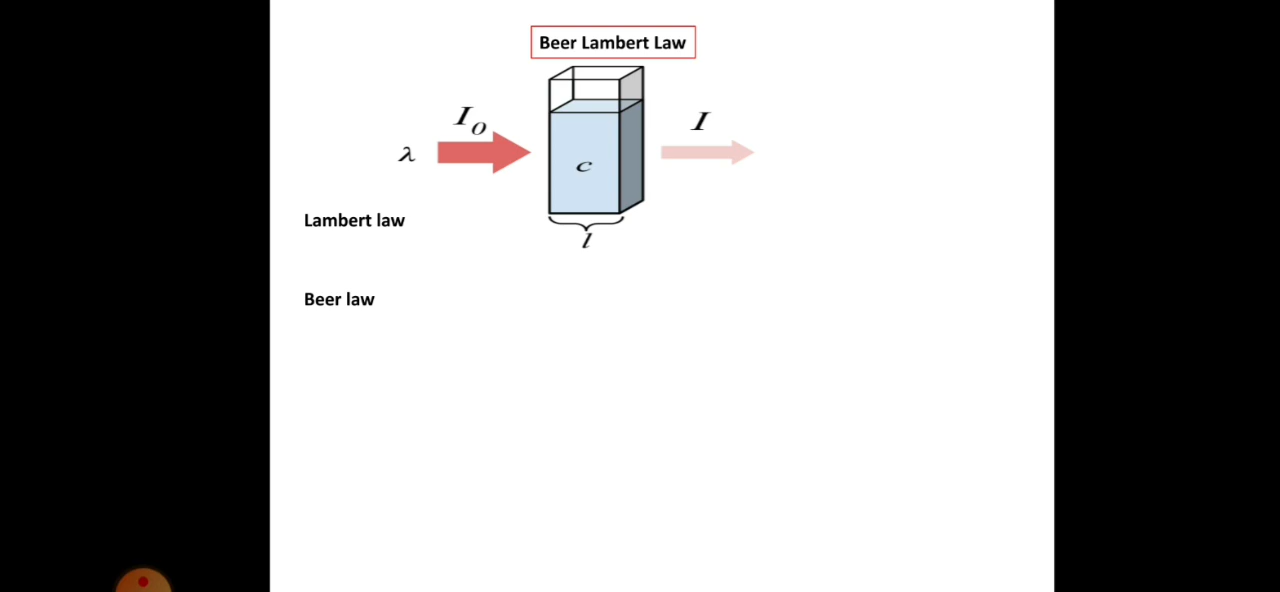 Beer Lambert Law
λ
I₀
I
c
l
Lambert law
Beer law